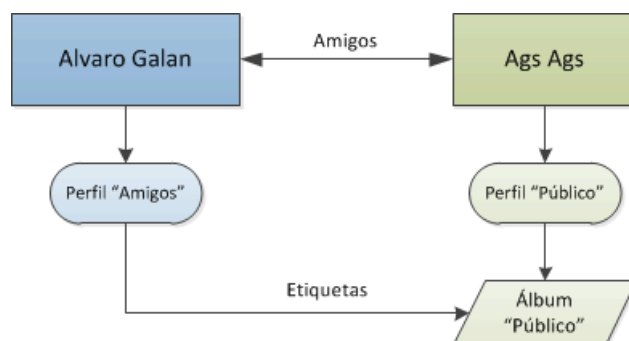 Alvaro Galan
Amigos
Ags Ags
Perfil “Amigos”
Perfil “Público”
Etiquetas
Álbum
“Público”